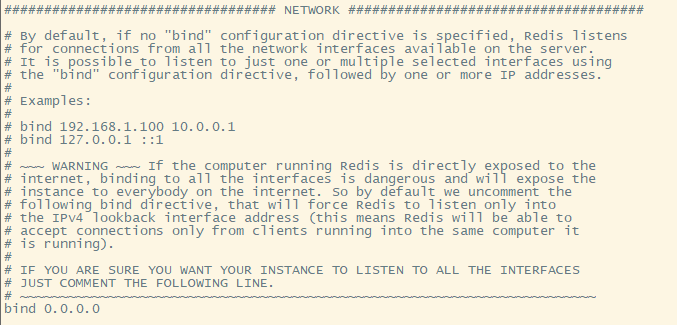 ################################## NETWORK #####################################
# By default, if no "bind" configuration directive is specified, Redis listens
# for connections from all the network interfaces available on the server.
# It is possible to listen to just one or multiple selected interfaces using
# the "bind" configuration directive, followed by one or more IP addresses.
#
# Examples:
#
# bind 192.168.1.100 10.0.0.1
# bind 127.0.0.1 ::1
#
# ~~~ WARNING ~~~ If the computer running Redis is directly exposed to the
# internet, binding to all the interfaces is dangerous and will expose the
# instance to everybody on the internet. So by default we uncomment the
# following bind directive, that will force Redis to listen only into
# the IPv4 lookback interface address (this means Redis will be able to
# accept connections only from clients running into the same computer it
# is running).
#
# IF YOU ARE SURE YOU WANT YOUR INSTANCE TO LISTEN TO ALL THE INTERFACES
# JUST COMMENT THE FOLLOWING LINE.
# ~~~~~~~~~~~~~~~~~~~~~~~~~~~~~~~~~~~~~~~~~~~~~~~~~~~~~~~~~~~~~~~~~~~~~~~~
bind 0.0.0.0